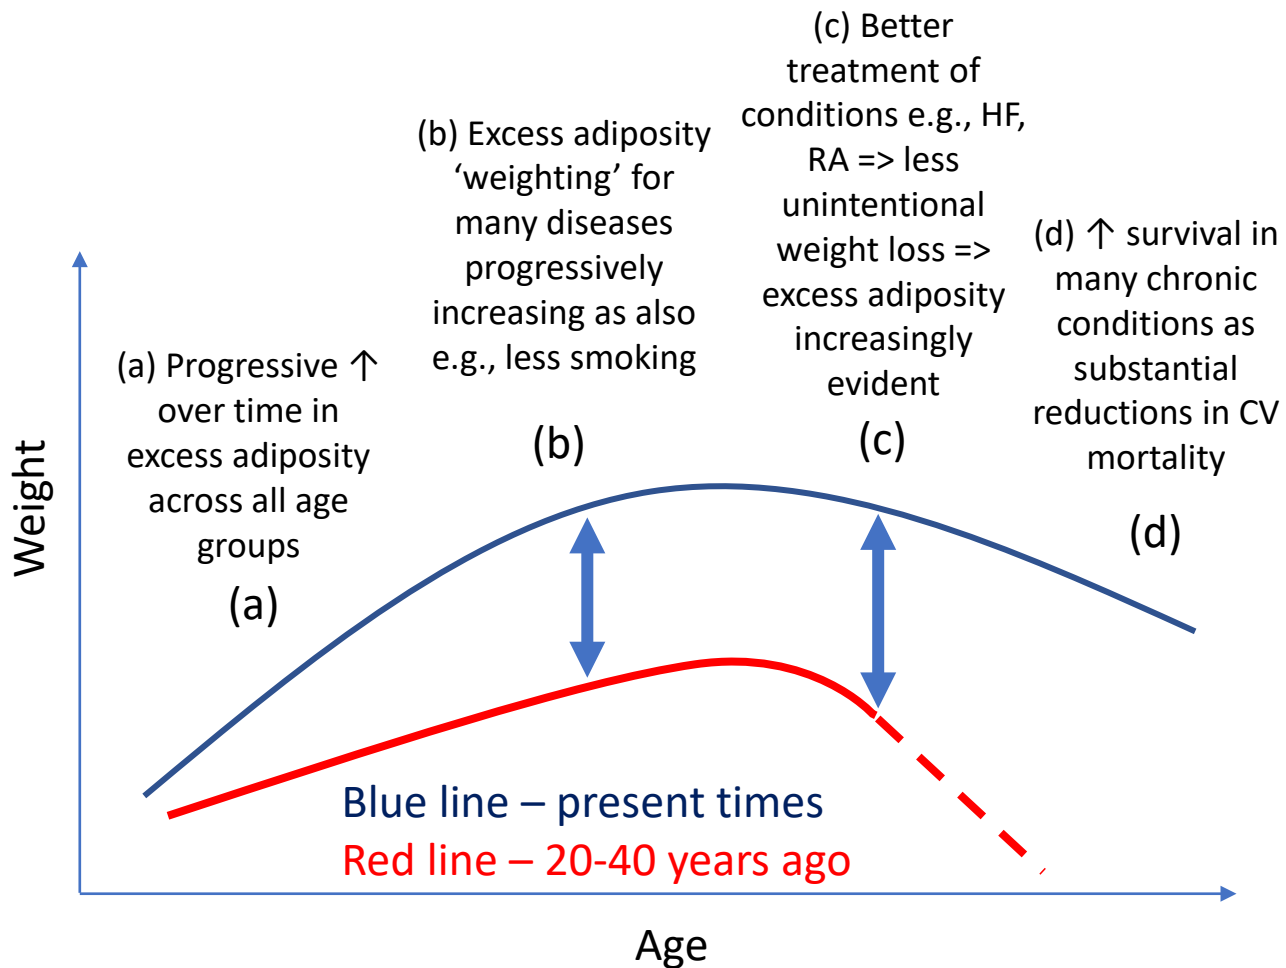 (a) Progressive ↑
over time in
excess adiposity
across all age
groups
(a)
(b) Excess adiposity
‘weighting’ for
many diseases
progressively
increasing as also
e.g., less smoking
(b)
(c) Better
treatment of
conditions e.g., HF,
RA => less
unintentional
weight loss =>
excess adiposity
increasingly
evident
(c)
(d) ↑ survival in
many chronic
conditions as
substantial
reductions in CV
mortality
(d)
Weight
Blue line – present times
Red line – 20-40 years ago
Age